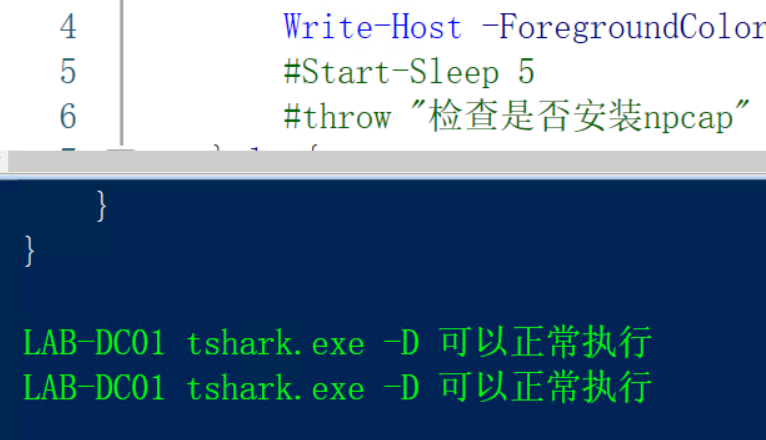 4 Write-Host -ForegroundColor
5 #Start-Sleep 5
6 #throw "检查是否安装npcap"
}
}
LAB-DC01 tshark.exe -D 可以正常执行
LAB-DC01 tshark.exe -D 可以正常执行